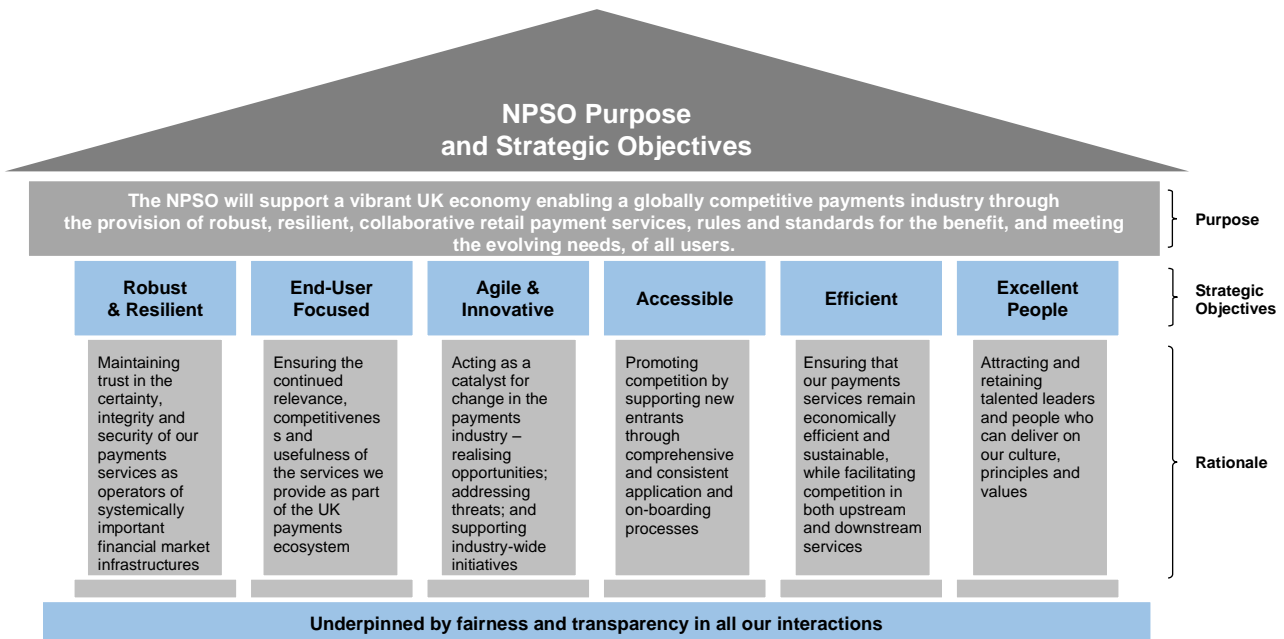 NPSO Purpose
and Strategic Objectives
The NPSO will support a vibrant UK economy enabling a globally competitive payments industry through
the provision of robust, resilient, collaborative retail payment services, rules and standards for the benefit, and meeting
the evolving needs, of all users.
Purpose
Robust
& Resilient
End-User
Focused
Agile &
Innovative
Accessible
Efficient
Excellent
People
Strategic
Objectives
Maintaining
trust in the
certainty,
integrity and
security of our
payments
services as
operators of
systemically
important
financial market
infrastructures
Ensuring the
continued
relevance,
competitivenes
s and
usefulness of
the services we
provide as part
of the UK
payments
ecosystem
Acting as a
catalyst for
change in the
payments
industry –
realising
opportunities;
addressing
threats; and
supporting
industry-wide
initiatives
Promoting
competition by
supporting new
entrants
through
comprehensive
and consistent
application and
on-boarding
processes
Ensuring that
our payments
services remain
economically
efficient and
sustainable,
while facilitating
competition in
both upstream
and downstream
services
Attracting and
retaining
talented leaders
and people who
can deliver on
our culture,
principles and
values
Rationale
Underpinned by fairness and transparency in all our interactions